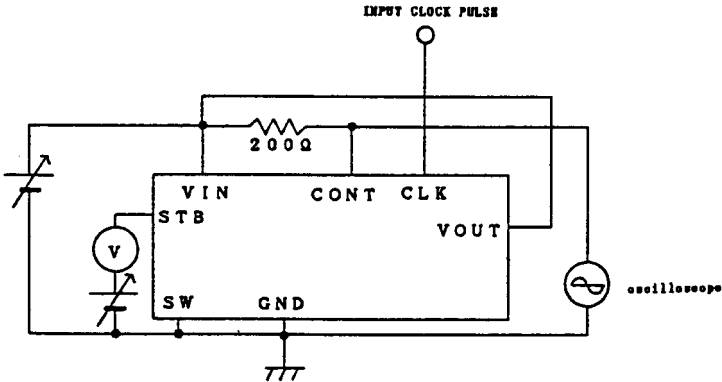 INPUT CLOCK PULSE
200Ω
VIN CONT CLK
STB
VOUT
V
SW GND
oscilloscope